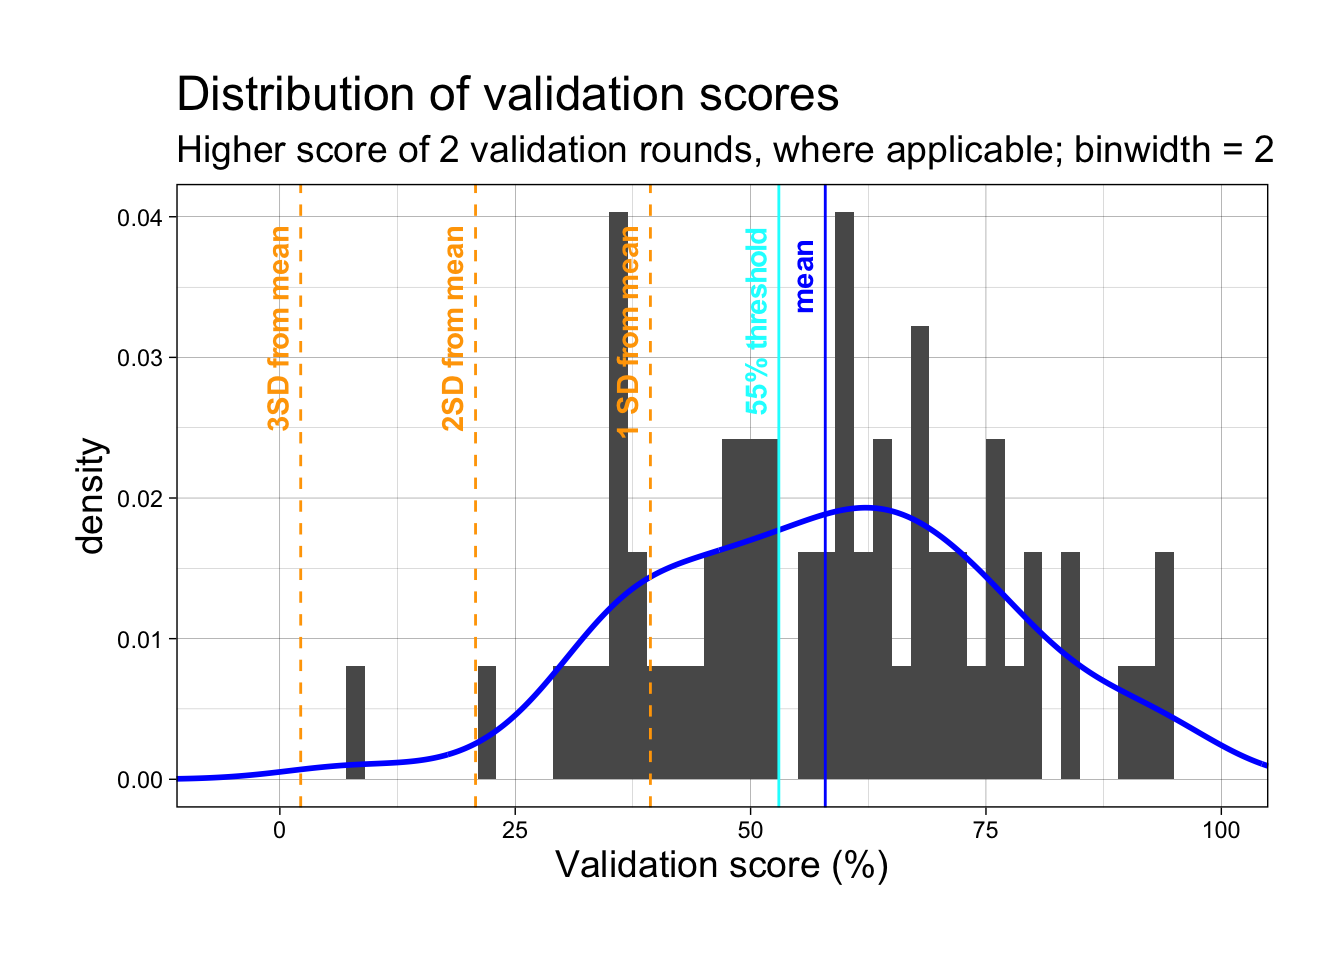 Distribution of validation scores
Higher score of 2 validation rounds, where applicable; binwidth = 2
3SD from mean
2SD from mean
1 SD from mean
55% threshold
mean
0.04
0.03
0.02
0.01
0.00
density
0
25
50
75
100
Validation score (%)